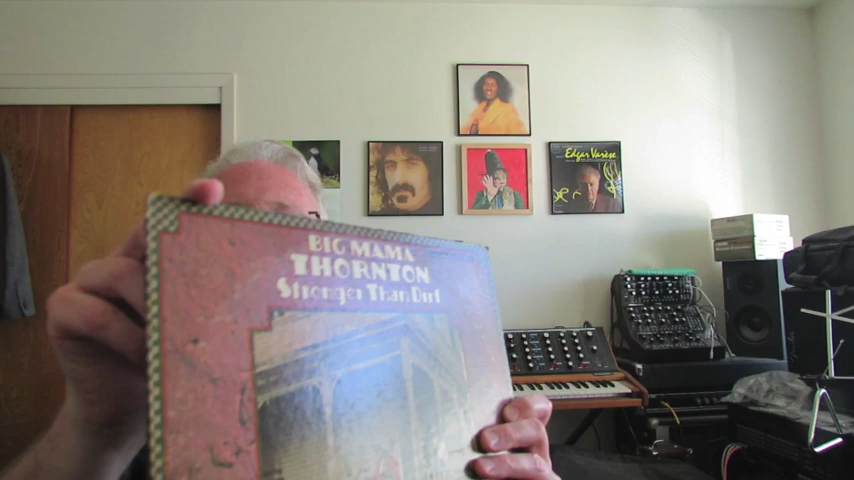 Edgar Varèse
BIG MAMA
THORNTON
Stronger Than Dirt